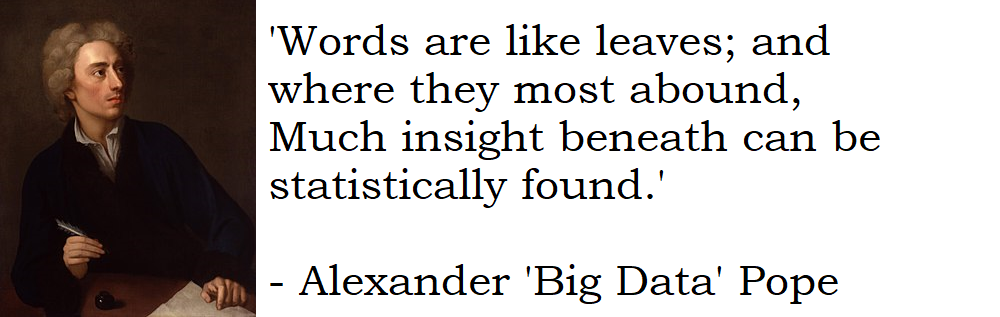 'Words are like leaves; and
where they most abound,
Much insight beneath can be
statistically found.'
- Alexander 'Big Data' Pope